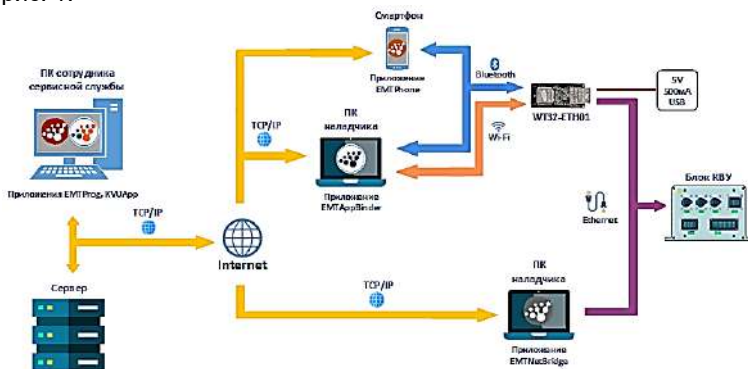 Смартфон
Приложение
EMTPhone
ПК сотрудника
сервисной службы
Приложения EMTProg, KVUApp
TCP/IP
Сервер
Internet
TCP/IP
ПК
наладчика
Приложение
EMTAppBinder
Bluetooth
Wi-Fi
WT32-ETH01
5V
500mA
USB
Ethernet
Блок КВУ
TCP/IP
ПК
наладчика
Приложение
EMTNetBridge